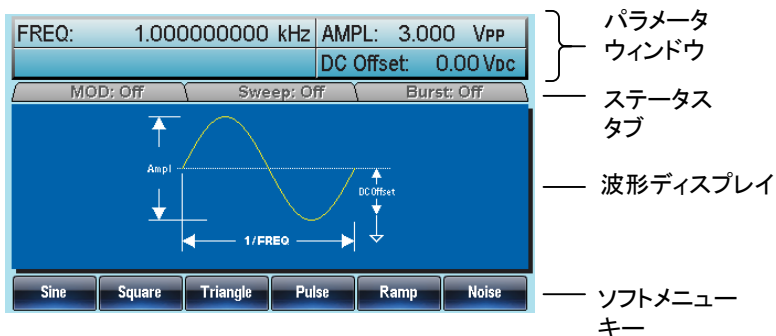 FREQ: 1.000000000 kHz AMPL: 3.000 VPP
DC Offset: 0.00 VDC
パラメータ
ウィンドウ
MOD: Off Sweep: Off Burst: Off
ステータス
タブ
Ampl
DC Offset
1/FREQ
波形ディスプレイ
Sine Square Triangle Pulse Ramp Noise
ソフトメニュー
キー